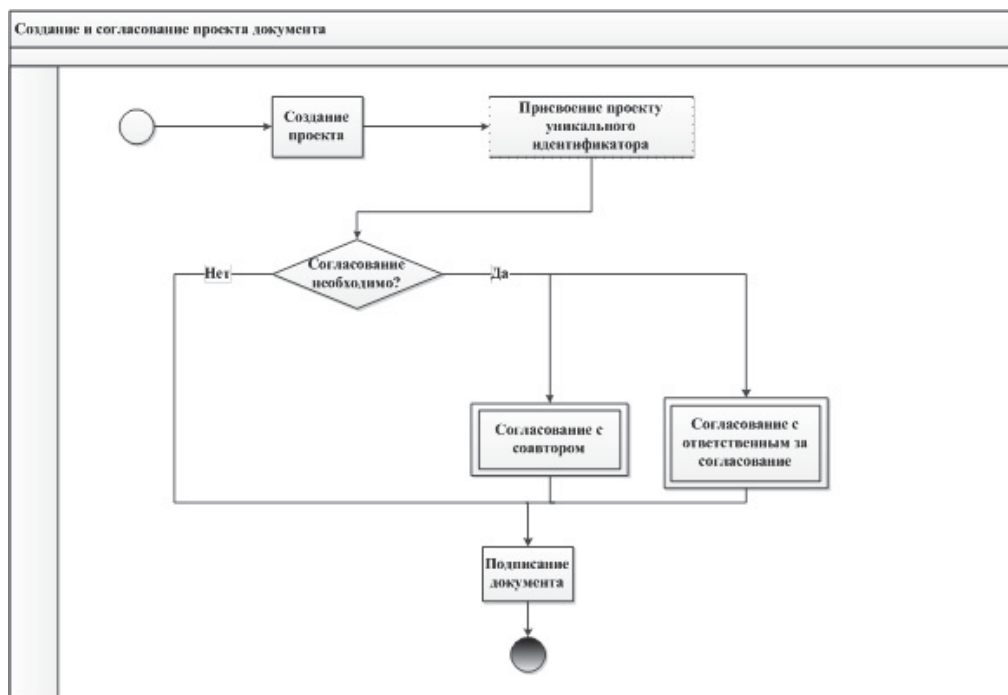 Создание и согласование проекта документа
Создание
проекта
Присвоение проекту
уникального
идентификатора
Согласование
необходимо?
Нет
Да
Согласование с
соавтором
Согласование с
ответственным за
согласование
Подписание
документа